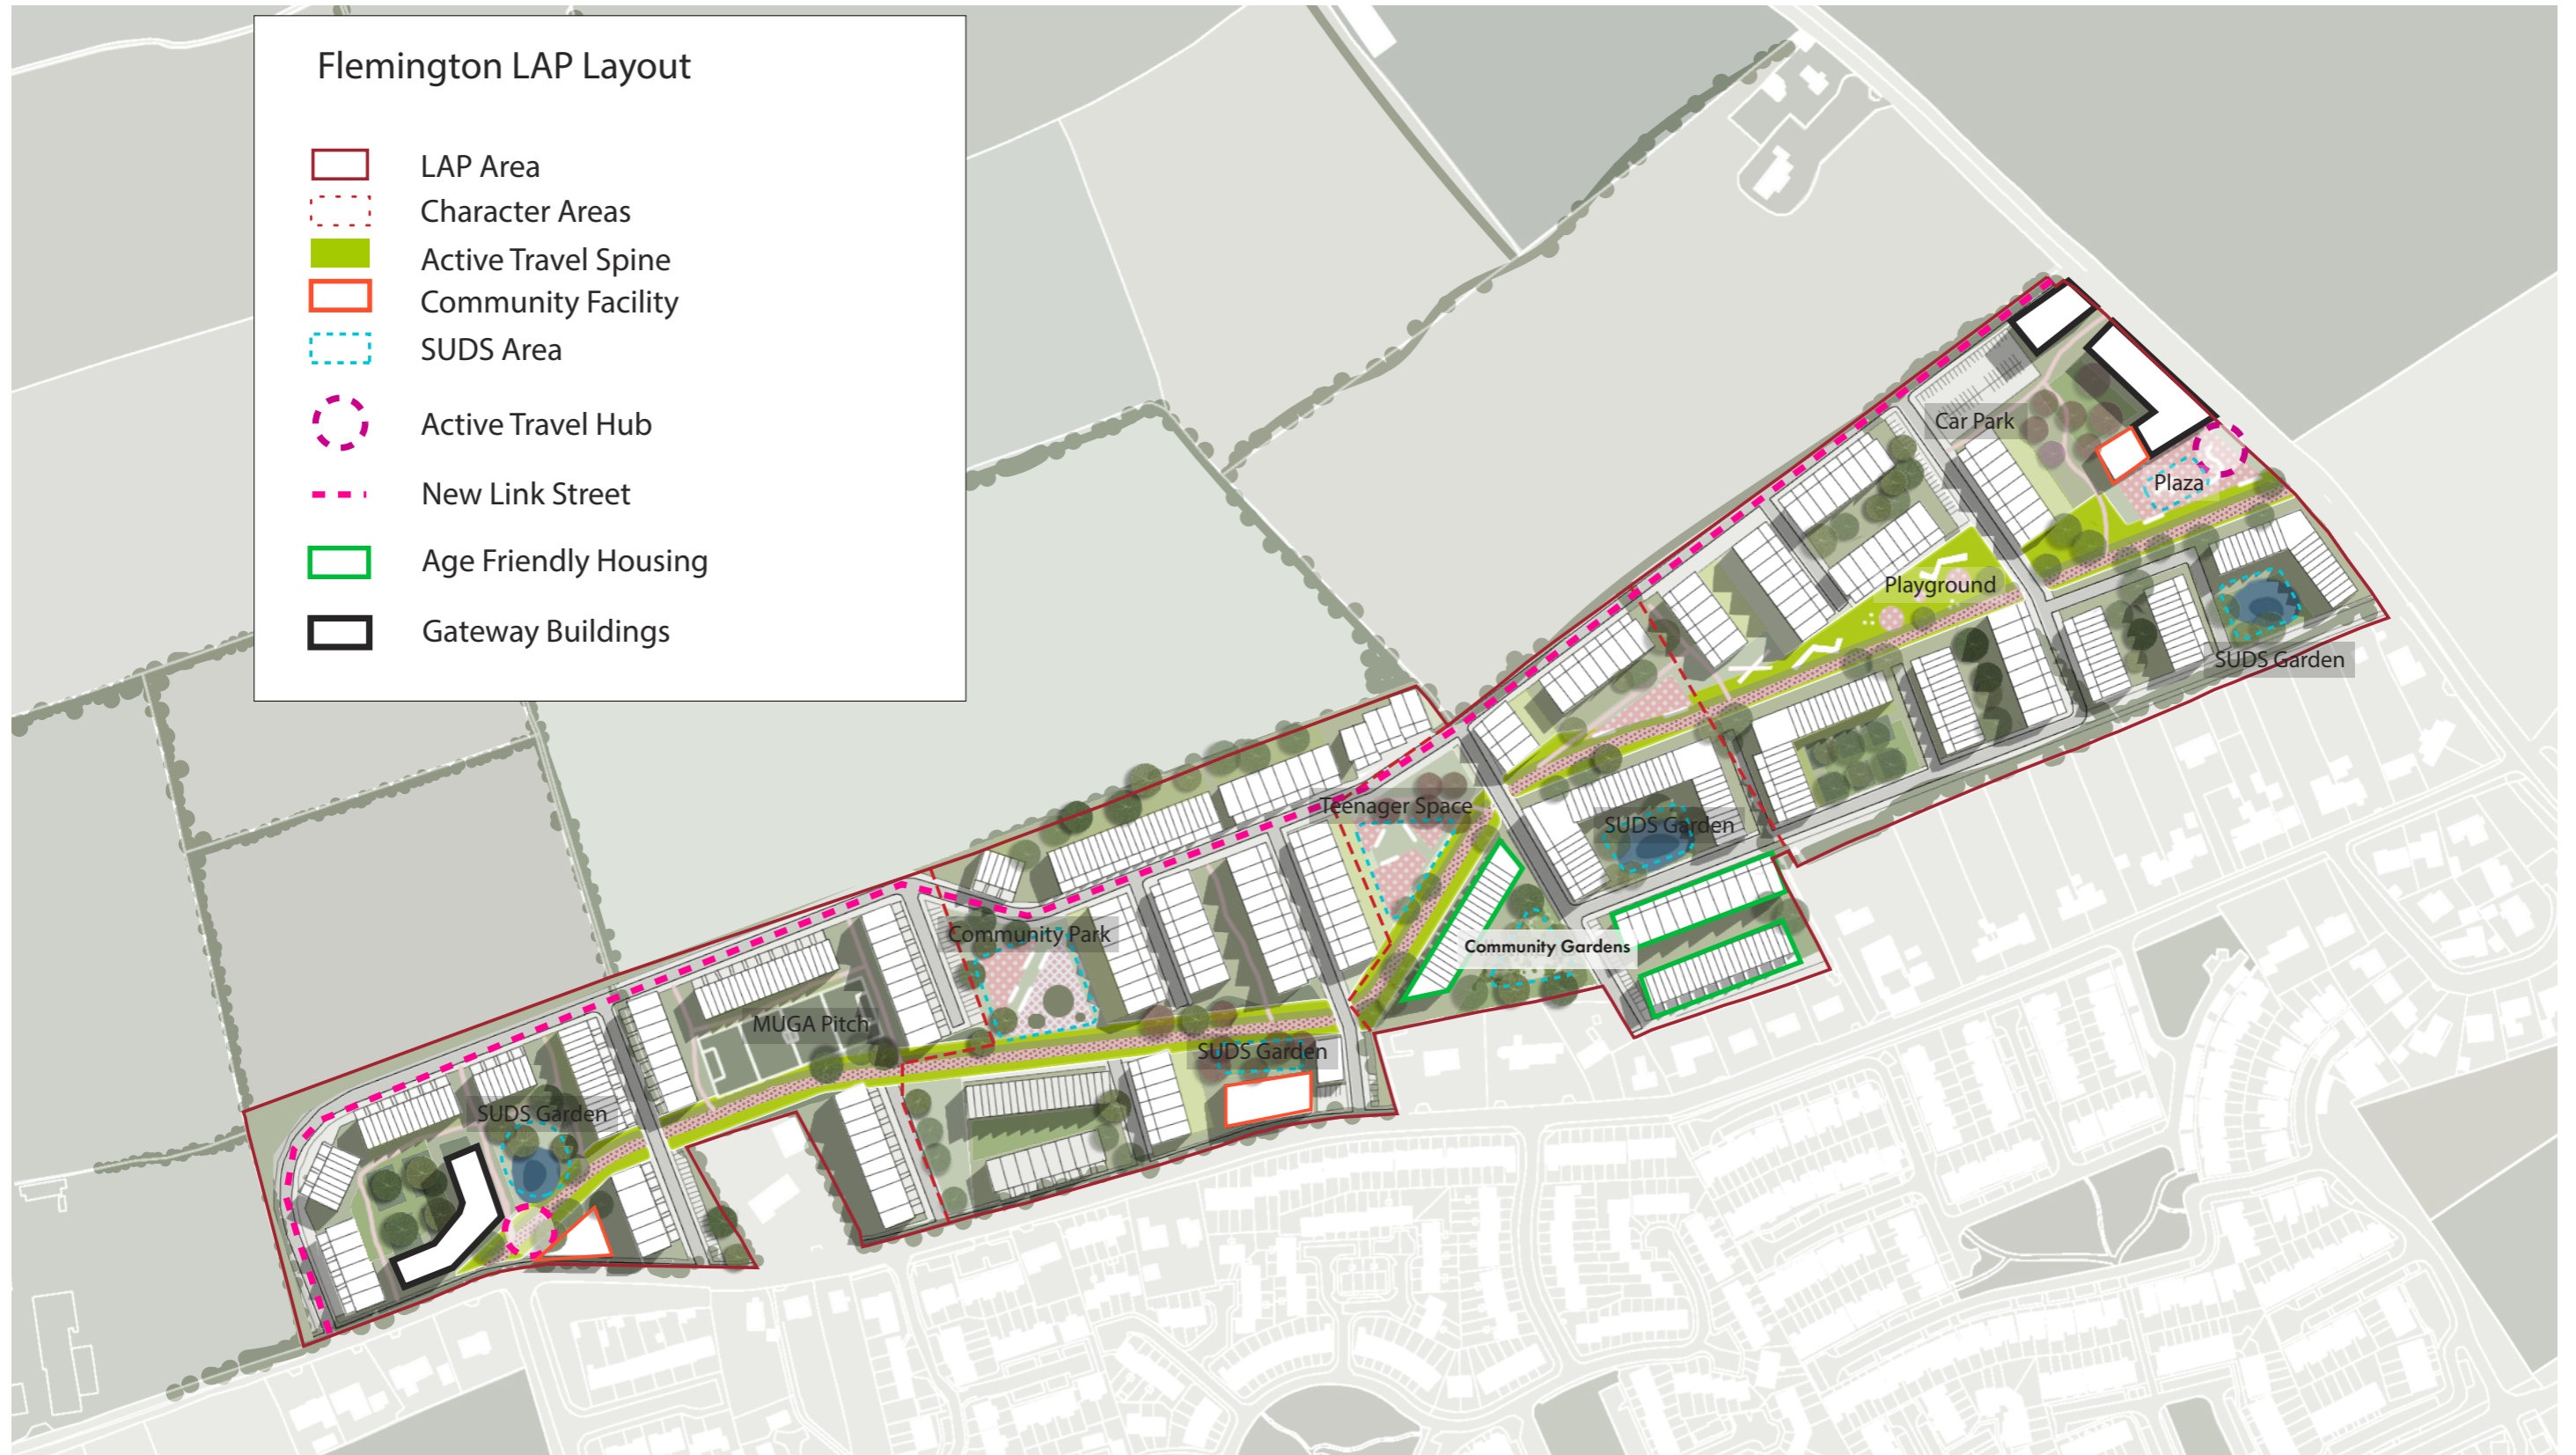 Flemington LAP Layout
LAP Area
Character Areas
Active Travel Spine
Community Facility
SUDS Area
Active Travel Hub
New Link Street
Age Friendly Housing
Gateway Buildings
Car Park
Plaza
Playground
SUDS Garden
Teenager Space
SUDS Garden
Community Park
Community Gardens
MUGA Pitch
SUDS Garden
SUDS Garden